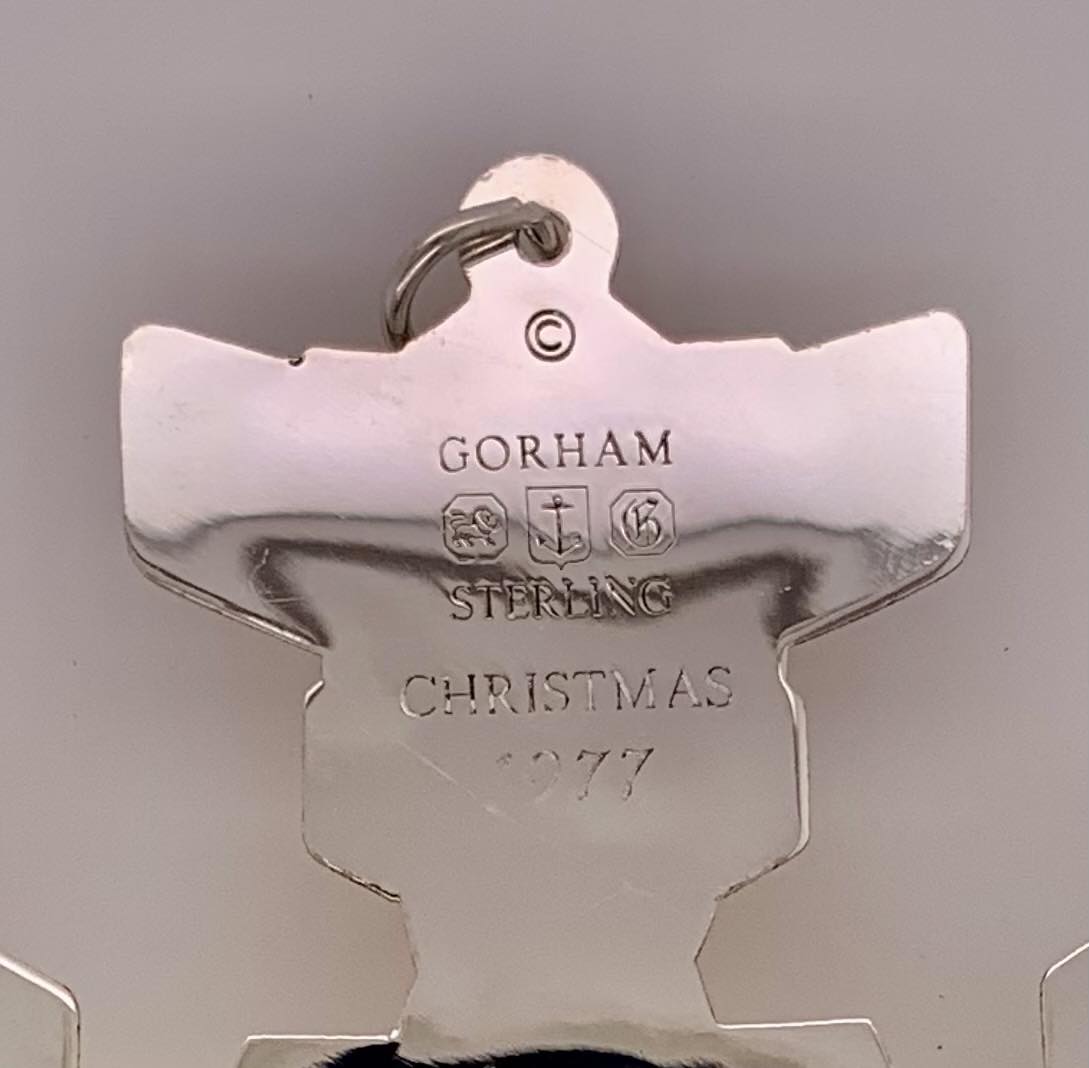 ©
GORHAM
G
STERLING
CHRISTMAS
1977